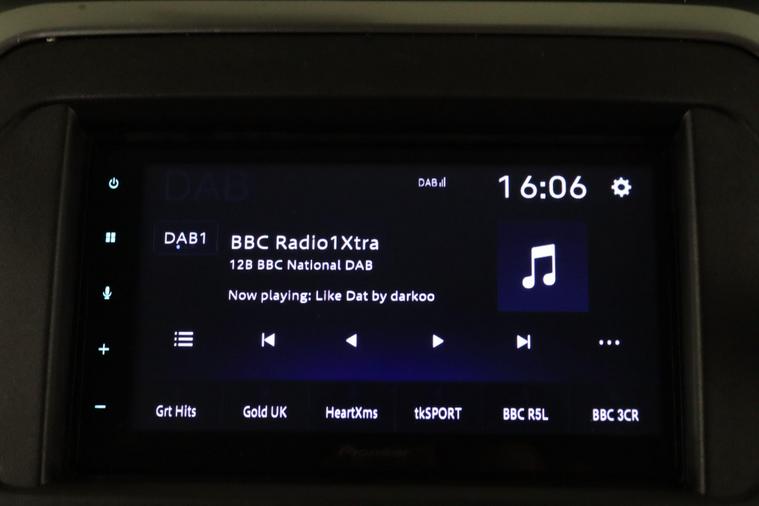 DAB
DAB 16:06
DAB1 BBC Radio1Xtra
12B BBC National DAB
Now playing: Like Dat by darkoo
Grt Hits Gold UK HeartXms tkSPORT BBC R5L BBC 3CR
Pioneer